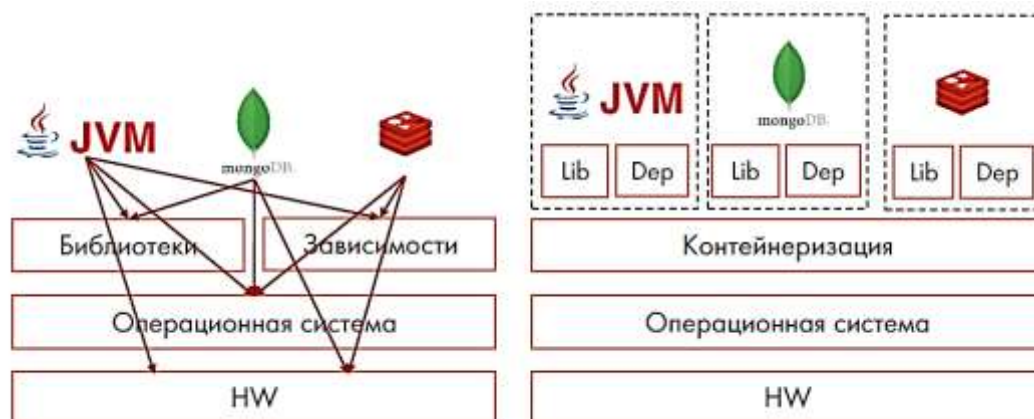 JVM
mongoDB.
Библиотеки
Зависимости
Операционная система
HW
JVM
Lib
Dep
mongoDB.
Lib
Dep
Lib
Dep
Контейнеризация
Операционная система
HW